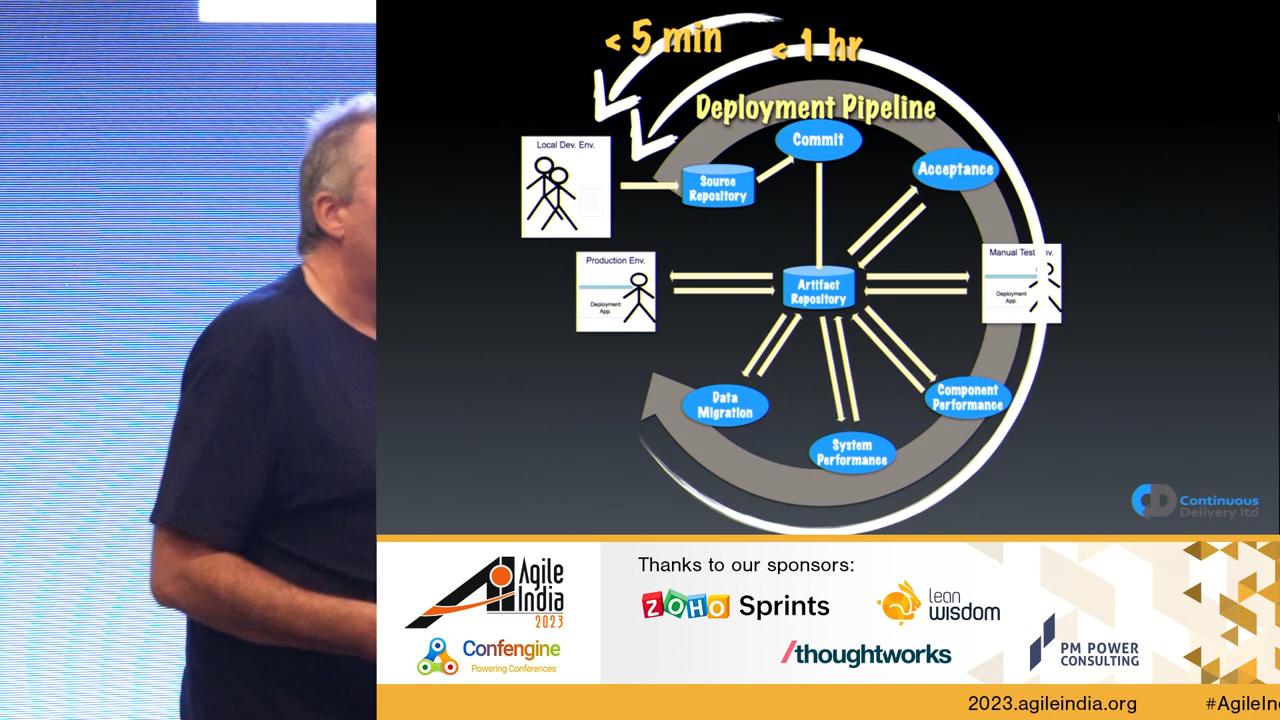 < 5 min
< 1 hr
Deployment Pipeline
Local Dev. Env.
Source
Repository
Commit
Acceptance
Production Env.
Deployment
App.
Artifact
Repository
Manual Test
Deployment
App.
Data
Migration
System
Performance
Component
Performance
Continuous
Delivery ltd
Agile
India
2023
Confengine
Powering Conferences
Thanks to our sponsors:
ZOHO Sprints
lean
wisdom
/thoughtworks
PM POWER
CONSULTING
2023.agileindia.org
#AgileIn